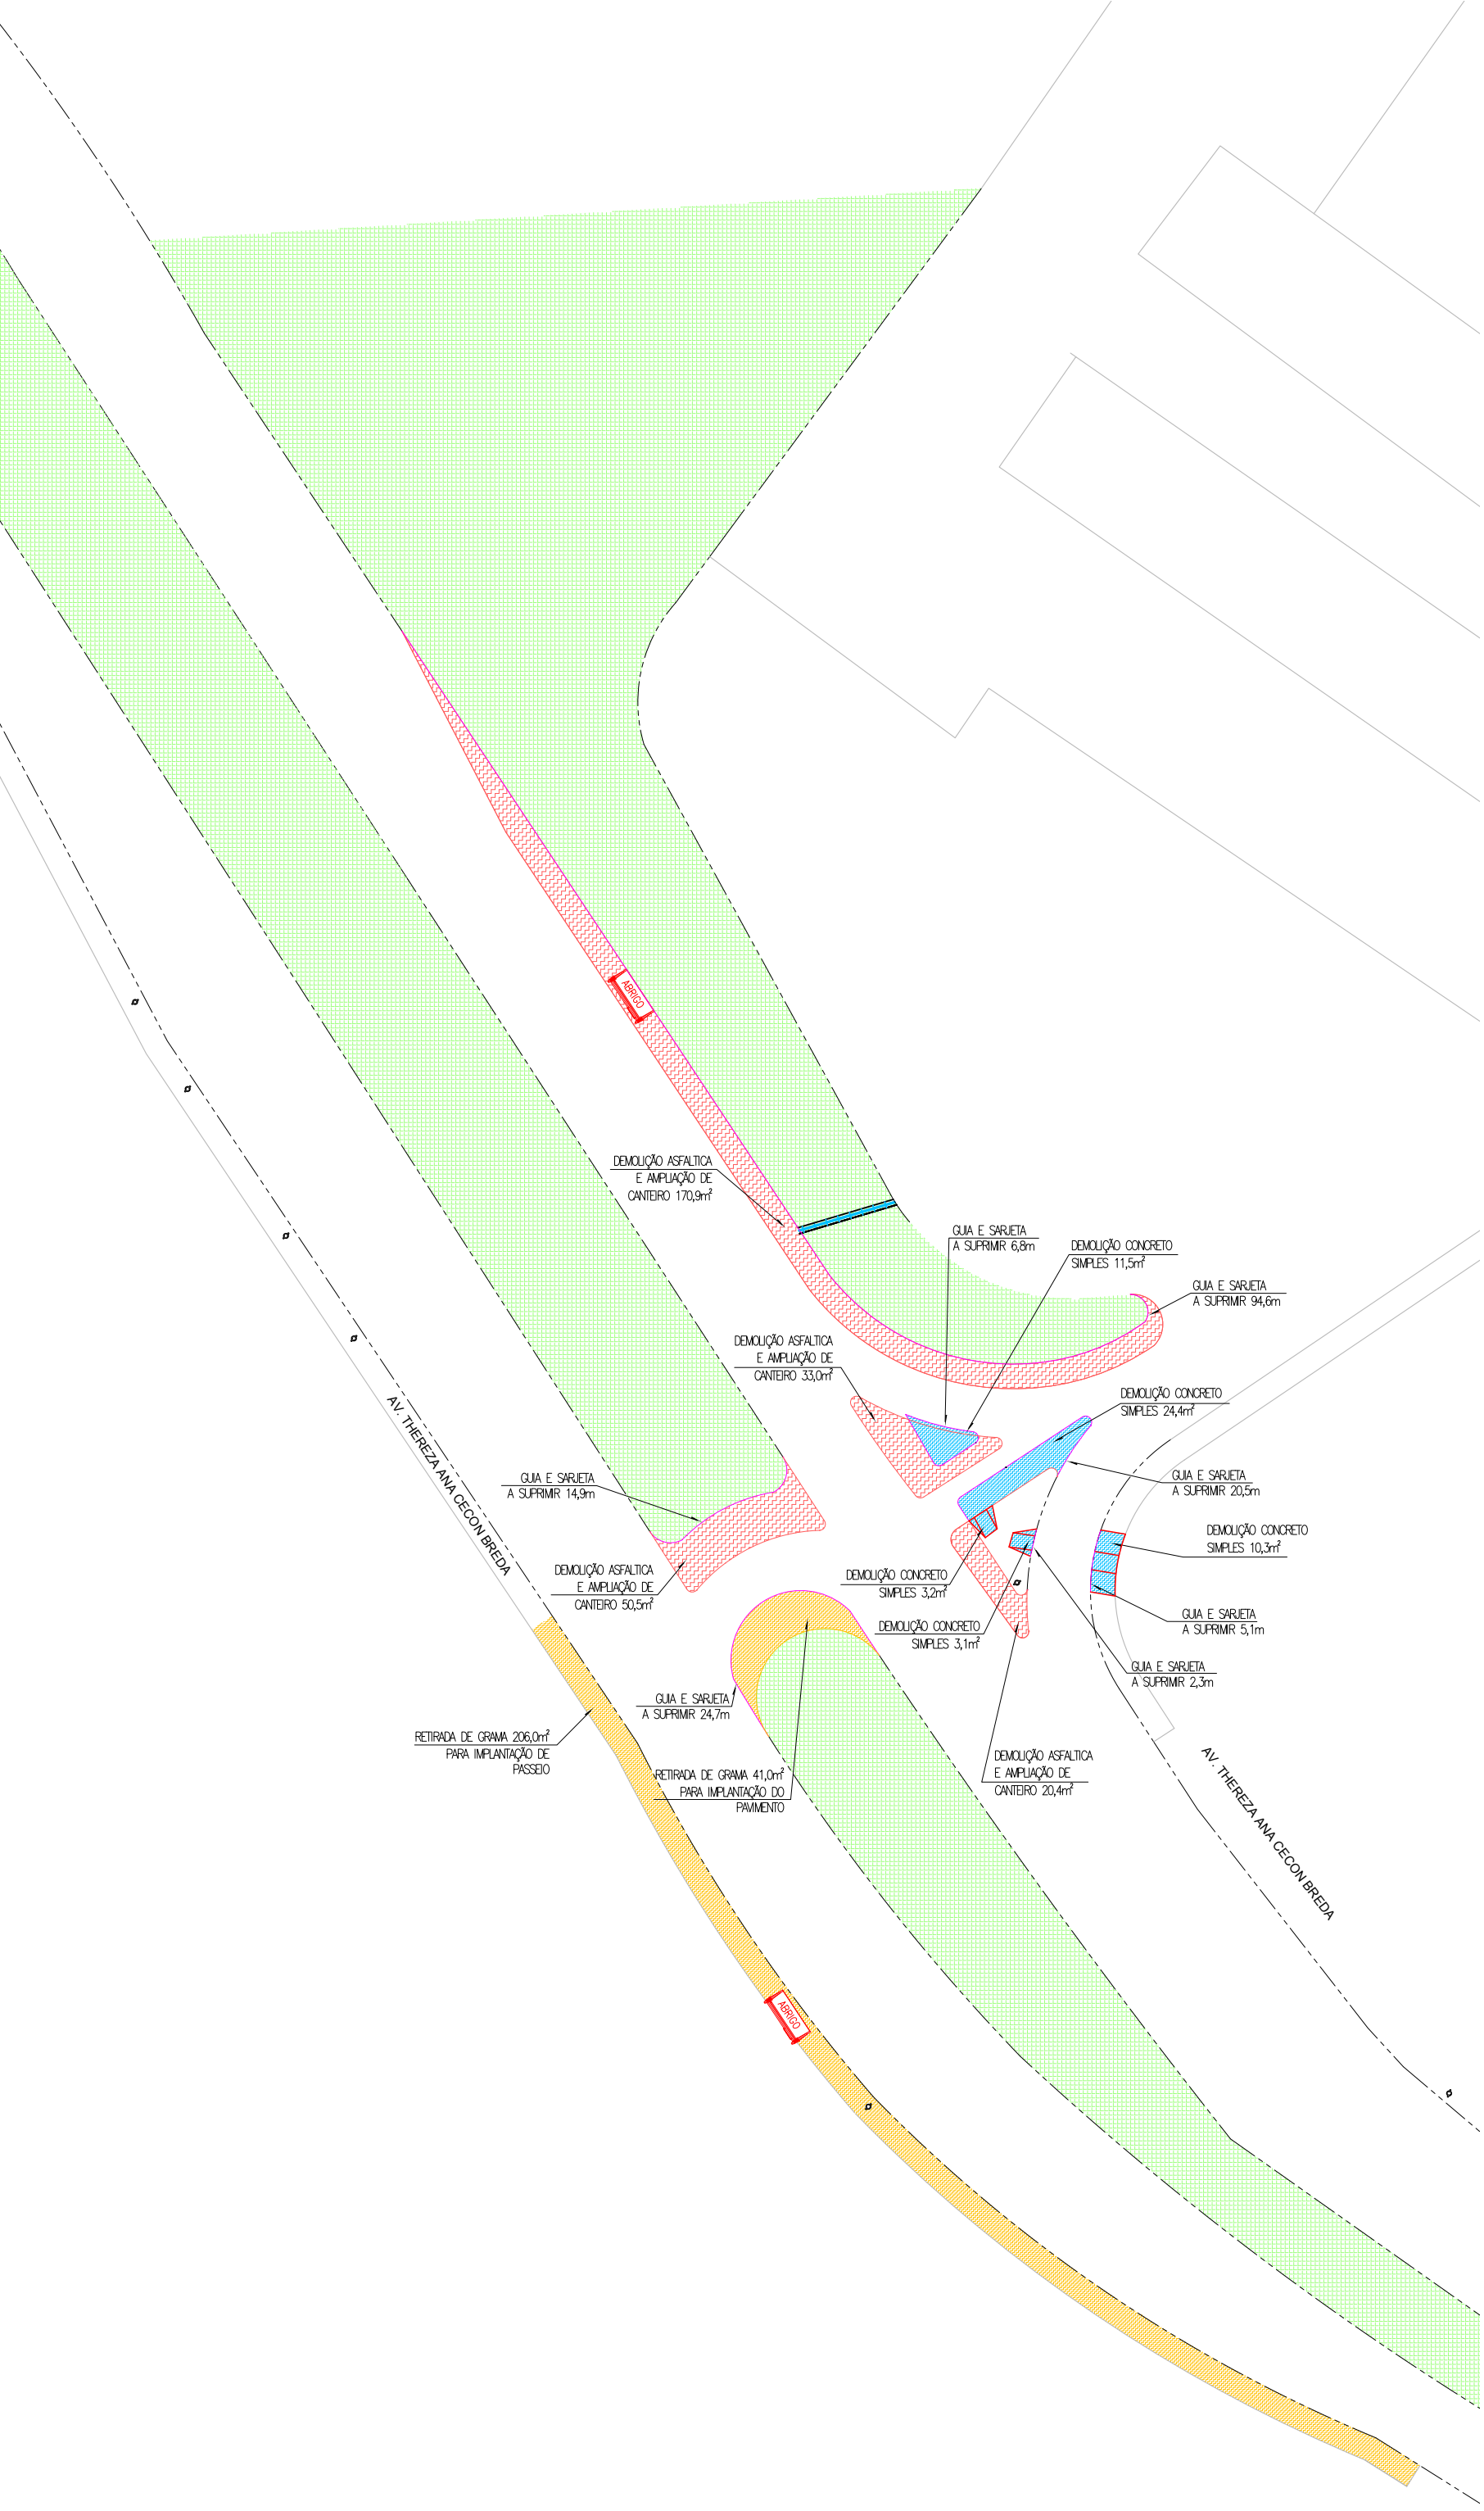 ABRIGO
DEMOLIÇÃO ASFALTICA
E AMPLIAÇÃO DE
CANTEIRO 170,9m²
GUIA E SARJETA
A SUPRIMIR 6,8m
DEMOLIÇÃO CONCRETO
SIMPLES 11,5m²
GUIA E SARJETA
A SUPRIMIR 94,6m
DEMOLIÇÃO ASFALTICA
E AMPLIAÇÃO DE
CANTEIRO 33,0m²
DEMOLIÇÃO CONCRETO
SIMPLES 24,4m²
AV. THEREZA ANA CECON BREDA
GUIA E SARJETA
A SUPRIMIR 14,9m
GUIA E SARJETA
A SUPRIMIR 20,5m
DEMOLIÇÃO CONCRETO
SIMPLES 10,3m²
DEMOLIÇÃO ASFALTICA
E AMPLIAÇÃO DE
CANTEIRO 50,5m²
DEMOLIÇÃO CONCRETO
SIMPLES 3,2m²
GUIA E SARJETA
A SUPRIMIR 5,1m
DEMOLIÇÃO CONCRETO
SIMPLES 3,1m²
GUIA E SARJETA
A SUPRIMIR 2,3m
GUIA E SARJETA
A SUPRIMIR 24,7m
RETIRADA DE GRAMA 206,0m²
PARA IMPLANTAÇÃO DE
PASSEIO
RETIRADA DE GRAMA 41,0m²
PARA IMPLANTAÇÃO DO
PAVIMENTO
DEMOLIÇÃO ASFALTICA
E AMPLIAÇÃO DE
CANTEIRO 20,4m²
AV. THEREZA ANA CECON BREDA
ABRIGO